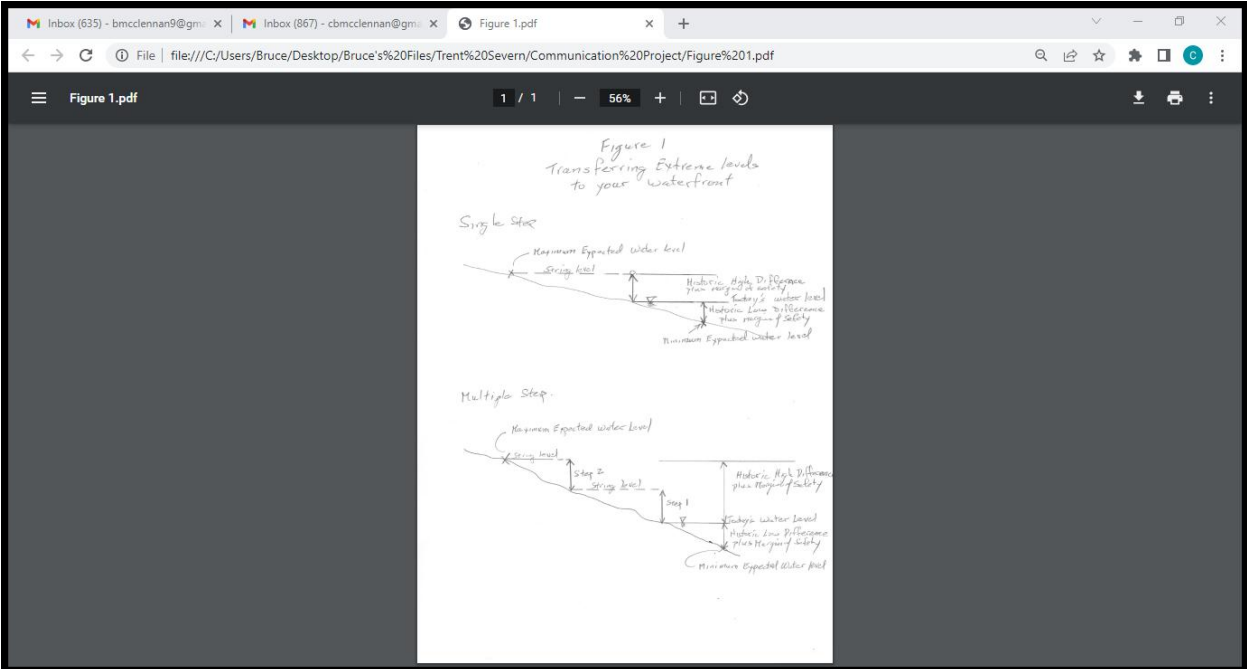 Inbox (635) - bmcclennan9@gm
Inbox (867) - cbmcclennan@gm
Figure 1.pdf
File
file:///C:/Users/Bruce/Desktop/Bruce's%20Files/Trent%20Severn/Communication%20Project/Figure%201.pdf
C
Figure 1.pdf
1 / 1
56%
Figure 1
Transferring Extreme levels
to your waterfront
Single Step
Maximum Expected water level
String level
Historic High Difference
plus margin of safety
Today's water level
Historic Low Difference
plus margin of Safety
Minimum Expected water level
Multiple Step.
Maximum Expected water Level
String level
Step 2
String level
Step 1
Historic High Difference
plus Margin of Safety
Today's water Level
Historic Low Difference
plus Margin of Safety
Minimum Expected Water level